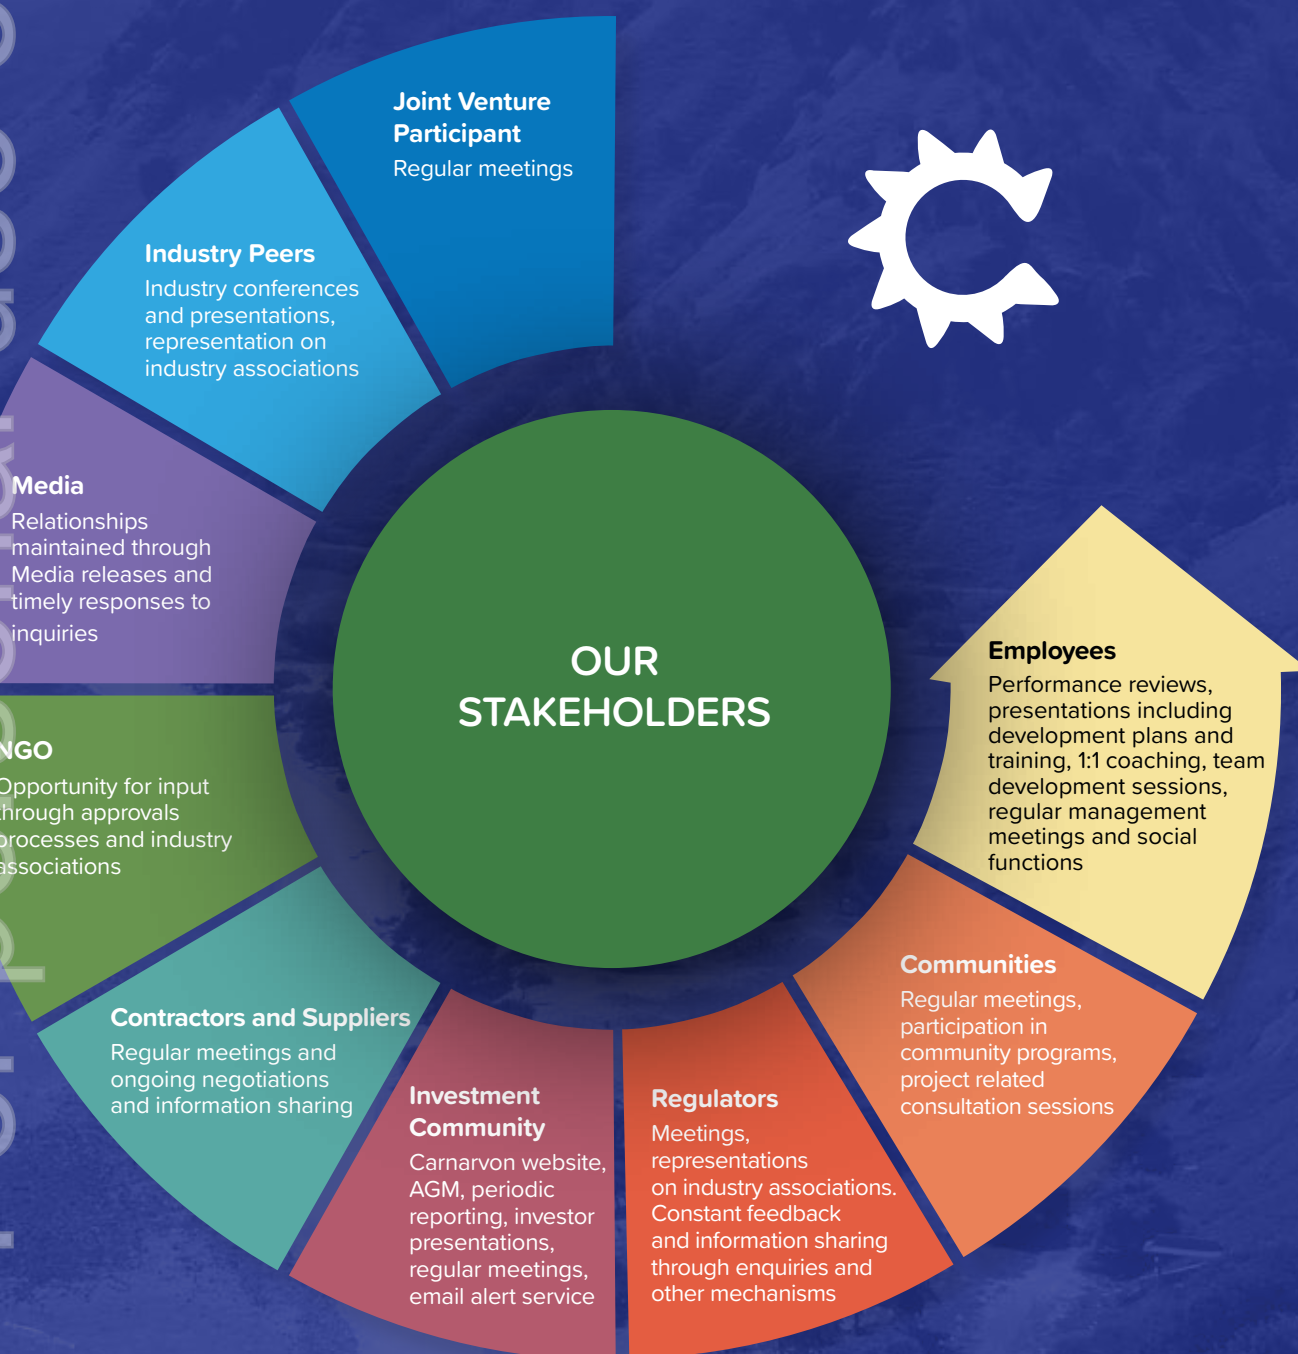 Joint Venture
Participant
Regular meetings
Industry Peers
Industry conferences
and presentations,
representation on
industry associations
Media
Relationships
maintained through
Media releases and
timely responses to
inquiries
NGO
Opportunity for input
through approvals
processes and industry
associations
Contractors and Suppliers
Regular meetings and
ongoing negotiations
and information sharing
Investment
Community
Carnarvon website,
AGM, periodic
reporting, investor
presentations,
regular meetings,
email alert service
Regulators
Meetings,
representations
on industry associations.
Constant feedback
and information sharing
through enquiries and
other mechanisms
Communities
Regular meetings,
participation in
community programs,
project related
consultation sessions
Employees
Performance reviews,
presentations including
development plans and
training, 1:1 coaching, team
development sessions,
regular management
meetings and social
functions
OUR
STAKEHOLDERS